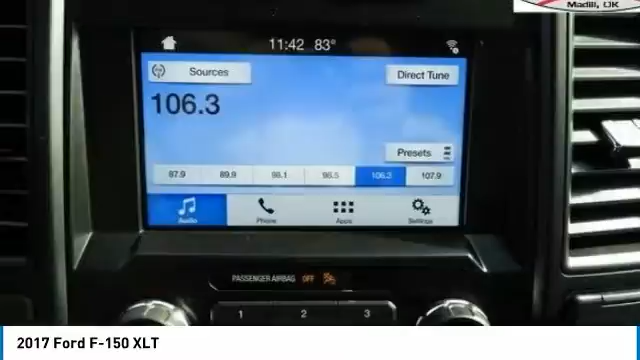 Madill, OK
11:42 83°
Sources
Direct Tune
106.3
Presets
87.9 89.9 98.1 98.5 106.3 107.9
Audio Phone Apps Settings
PASSENGER AIRBAG OFF
1 2 3
2017 Ford F-150 XLT